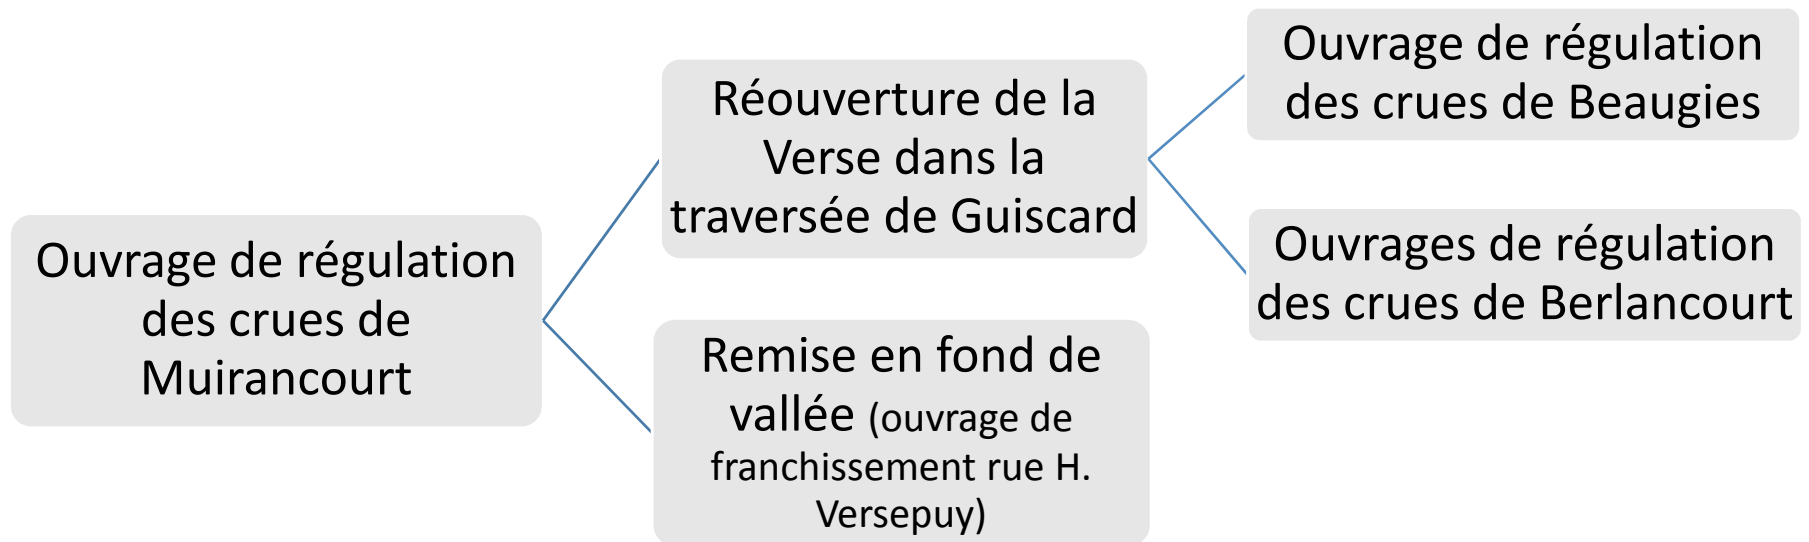 Ouvrage de régulation
des crues de
Muirancourt
Réouverture de la
Verse dans la
traversée de Guiscard
Remise en fond de
vallée (ouvrage de
franchissement rue H.
Versepuy)
Ouvrage de régulation
des crues de Beaugies
Ouvrages de régulation
des crues de Berlancourt